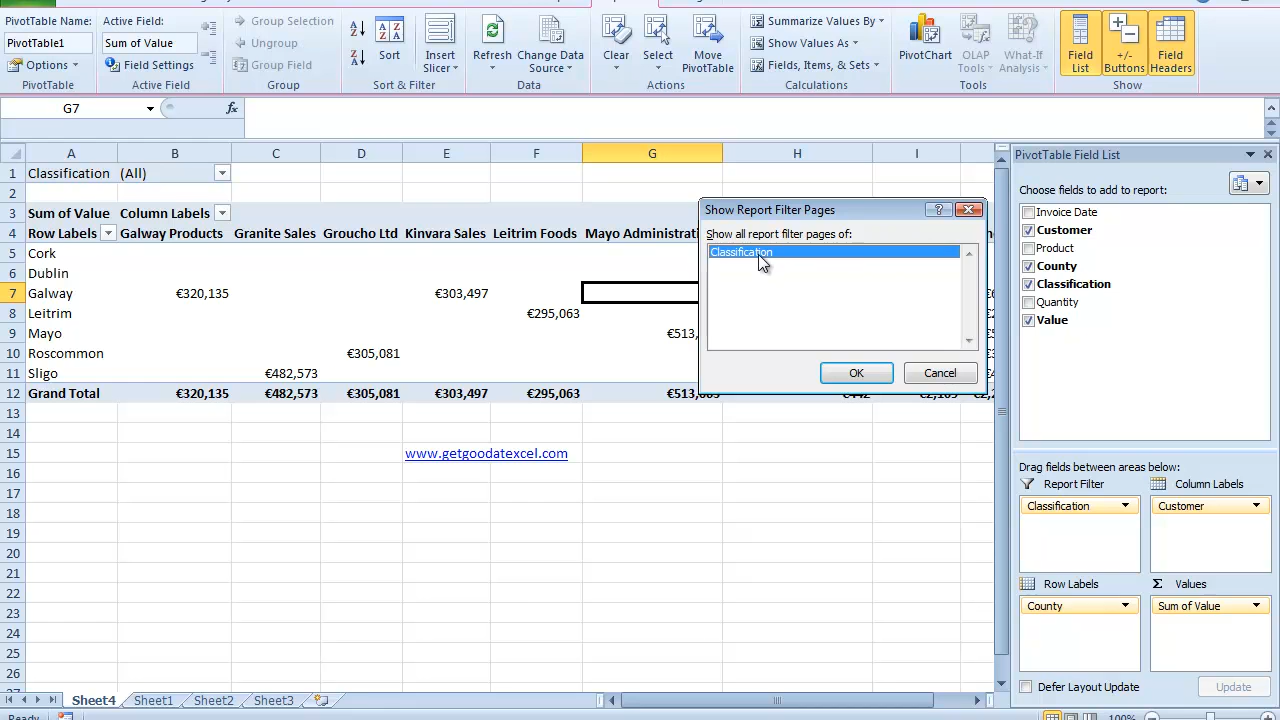 PivotTable Name: Active Field: Group Selection Summarize Values By
PivotTable1 Sum of Value Ungroup Sort Insert Slicer Refresh Change Data Source Clear Select Move PivotTable Show Values As PivotChart OLAP Tools What-If Analysis Field List +/- Buttons Field Headers
Options Field Settings Group Field Fields, Items, & Sets
PivotTable Active Field Group Sort & Filter Data Actions Calculations Tools Show
G7 fx
A B C D E F G H I
1 Classification (All)
2
3 Sum of Value Column Labels
4 Row Labels Galway Products Granite Sales Groucho Ltd Kinvara Sales Leitrim Foods
5 Cork
6 Dublin
7 Galway €320,135 €303,497
8 Leitrim €295,063
9 Mayo
10 Roscommon €305,081
11 Sligo €482,573
12 Grand Total €320,135 €482,573 €305,081 €303,497 €295,063
13
14
15 www.getgoodatexcel.com
16
17
18
19
20
21
22
23
24
25
26
Show Report Filter Pages
Show all report filter pages of:
Classification
OK Cancel
PivotTable Field List
Choose fields to add to report:
Invoice Date
Customer
Product
County
Classification
Quantity
Value
Drag fields between areas below:
Report Filter Column Labels
Classification Customer
Row Labels Σ Values
County Sum of Value
Defer Layout Update Update
Sheet4 Sheet1 Sheet2 Sheet3
Ready 100%